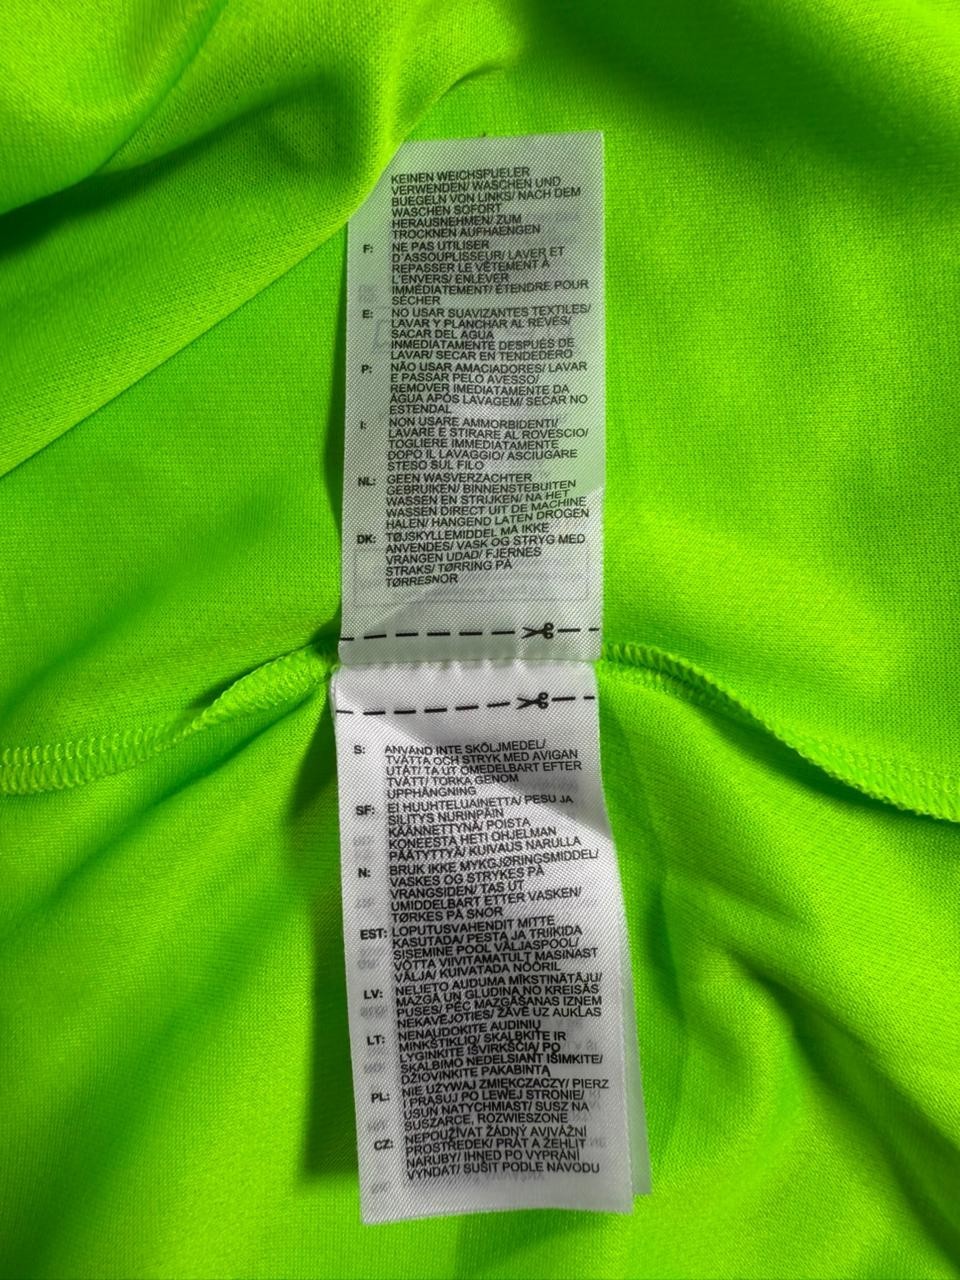 KEINEN WEICHSPUELER
VERWENDEN/ WASCHEN UND
BUEGELN VON LINKS/ NACH DEM
WASCHEN SOFORT
HERAUSNEHMEN/ ZUM
TROCKNEN AUFHAENGEN
F: NE PAS UTILISER
D'ASSOUPLISSEUR/ LAVER ET
REPASSER LE VÊTEMENT À
L'ENVERS/ ENLEVER
IMMÉDIATEMENT/ ÉTENDRE POUR
SÉCHER
E: NO USAR SUAVIZANTES TEXTILES/
LAVAR Y PLANCHAR AL REVÉS/
SACAR DEL AGUA
INMEDIATAMENTE DESPUÉS DE
LAVAR/ SECAR EN TENDEDERO
P: NÃO USAR AMACIADORES/ LAVAR
E PASSAR PELO AVESSO/
REMOVER IMEDIATAMENTE DA
ÁGUA APÓS LAVAGEM/ SECAR NO
ESTENDAL
I: NON USARE AMMORBIDENTI/
LAVARE E STIRARE AL ROVESCIO/
TOGLIERE IMMEDIATAMENTE
DOPO IL LAVAGGIO/ ASCIUGARE
STESO SUL FILO
NL: GEEN WASVERZACHTER
GEBRUIKEN/ BINNENSTEBUITEN
WASSEN EN STRIJKEN/ NA HET
WASSEN DIRECT UIT DE MACHINE
HALEN/ HANGEND LATEN DROGEN
DK: TØJSKYLLEMIDDEL MÅ IKKE
ANVENDES/ VASK OG STRYG MED
VRANGEN UDAD/ FJERNES
STRAKS/ TØRRING PÅ
TØRRESNOR
S: ANVÄND INTE SKÖLJMEDEL/
TVÄTTA OCH STRYK MED AVIGAN
UTÅT/ TA UT OMEDELBART EFTER
TVÄTT/ TORKA GENOM
UPPHÄNGNING
SF: EI HUUHTELUAINETTA/ PESU JA
SILITYS NURINPÄIN
KÄÄNNETTYNÄ/ POISTA
KONEESTA HETI OHJELMAN
PÄÄTYTTYÄ/ KUIVAUS NARULLA
N: BRUK IKKE MYKGJØRINGSMIDDEL/
VASKES OG STRYKES PÅ
VRANGSIDEN/ TAS UT
UMIDDELBART ETTER VASKEN/
TØRKES PÅ SNOR
EST: LOPUTUSVAHENDIT MITTE
KASUTADA/ PESTA JA TRIIKIDA
SISEMINE POOL VÄLJASPOOL/
VÕTTA VIIVITAMATULT MASINAST
VÄLJA/ KUIVATADA NÖÖRIL
LV: NELIETO AUDUMA MĪKSTINĀTĀJU/
MAZGĀ UN GLUDINA NO KREISĀS
PUSES/ PĒC MAZGĀŠANAS IZŅEM
NEKAVĒJOTIES/ ŽĀVĒ UZ AUKLAS
LT: NENAUDOKITE AUDINIŲ
MINKŠTIKLIO/ SKALBKITE IR
LYGINKITE IŠVIRKŠČIĄ/ PO
SKALBIMO NEDELSIANT IŠIMKITE/
DŽIOVINKITE PAKABINTĄ
PL: NIE UŻYWAJ ZMIĘKCZACZY/ PIERZ
I PRASUJ PO LEWEJ STRONIE/
USUŃ NATYCHMIAST/ SUSZ NA
SUSZARCE, ROZWIESZONE
CZ: NEPOUŽÍVAT ŽÁDNÝ AVIVÁŽNÍ
PROSTŘEDEK/ PRÁT A ŽEHLIT
NARUBY/ IHNED PO VYPRÁNÍ
VYNDAT/ SUŠIT PODLE NÁVODU